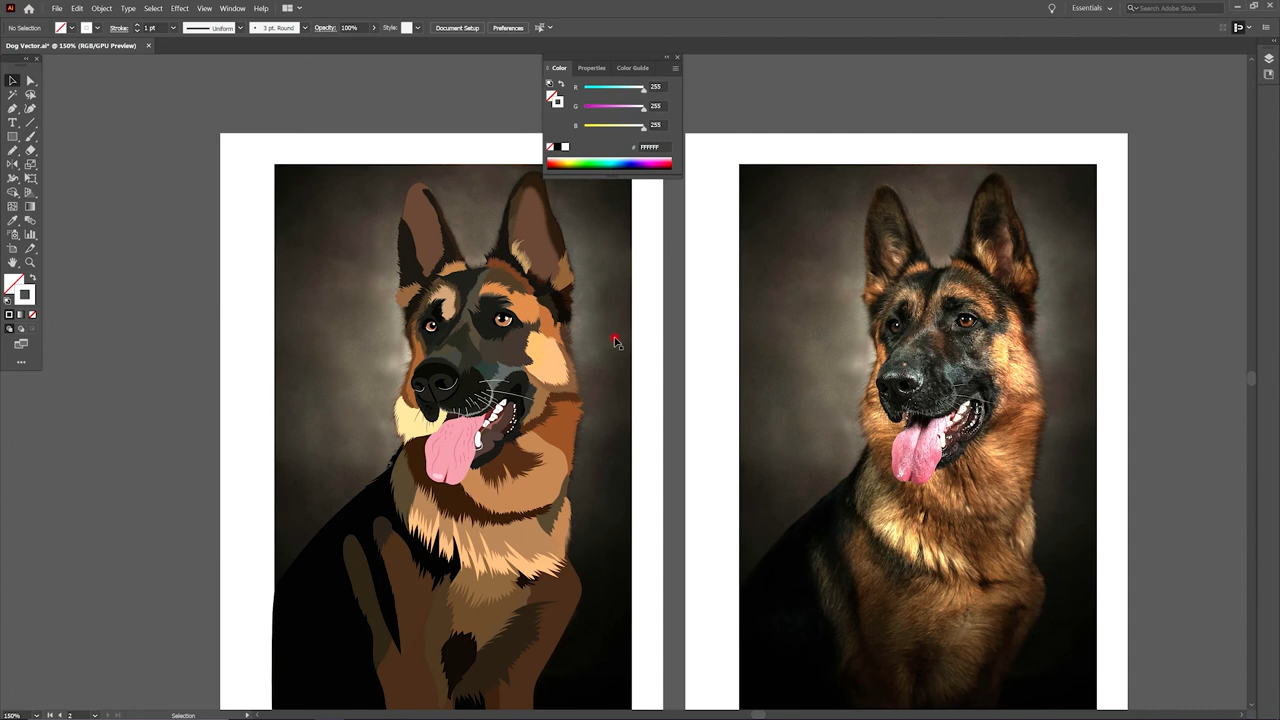 Ai File Edit Object Type Select Effect View Window Help Essentials Search Adobe Stock
No Selection Stroke: 1 pt Uniform 3 pt. Round Opacity: 100% Style: Document Setup Preferences
Dog Vector.ai* @ 150% (RGB/GPU Preview)
Color Properties Color Guide
R 255
G 255
B 255
# FFFFFF
150% 2 Selection